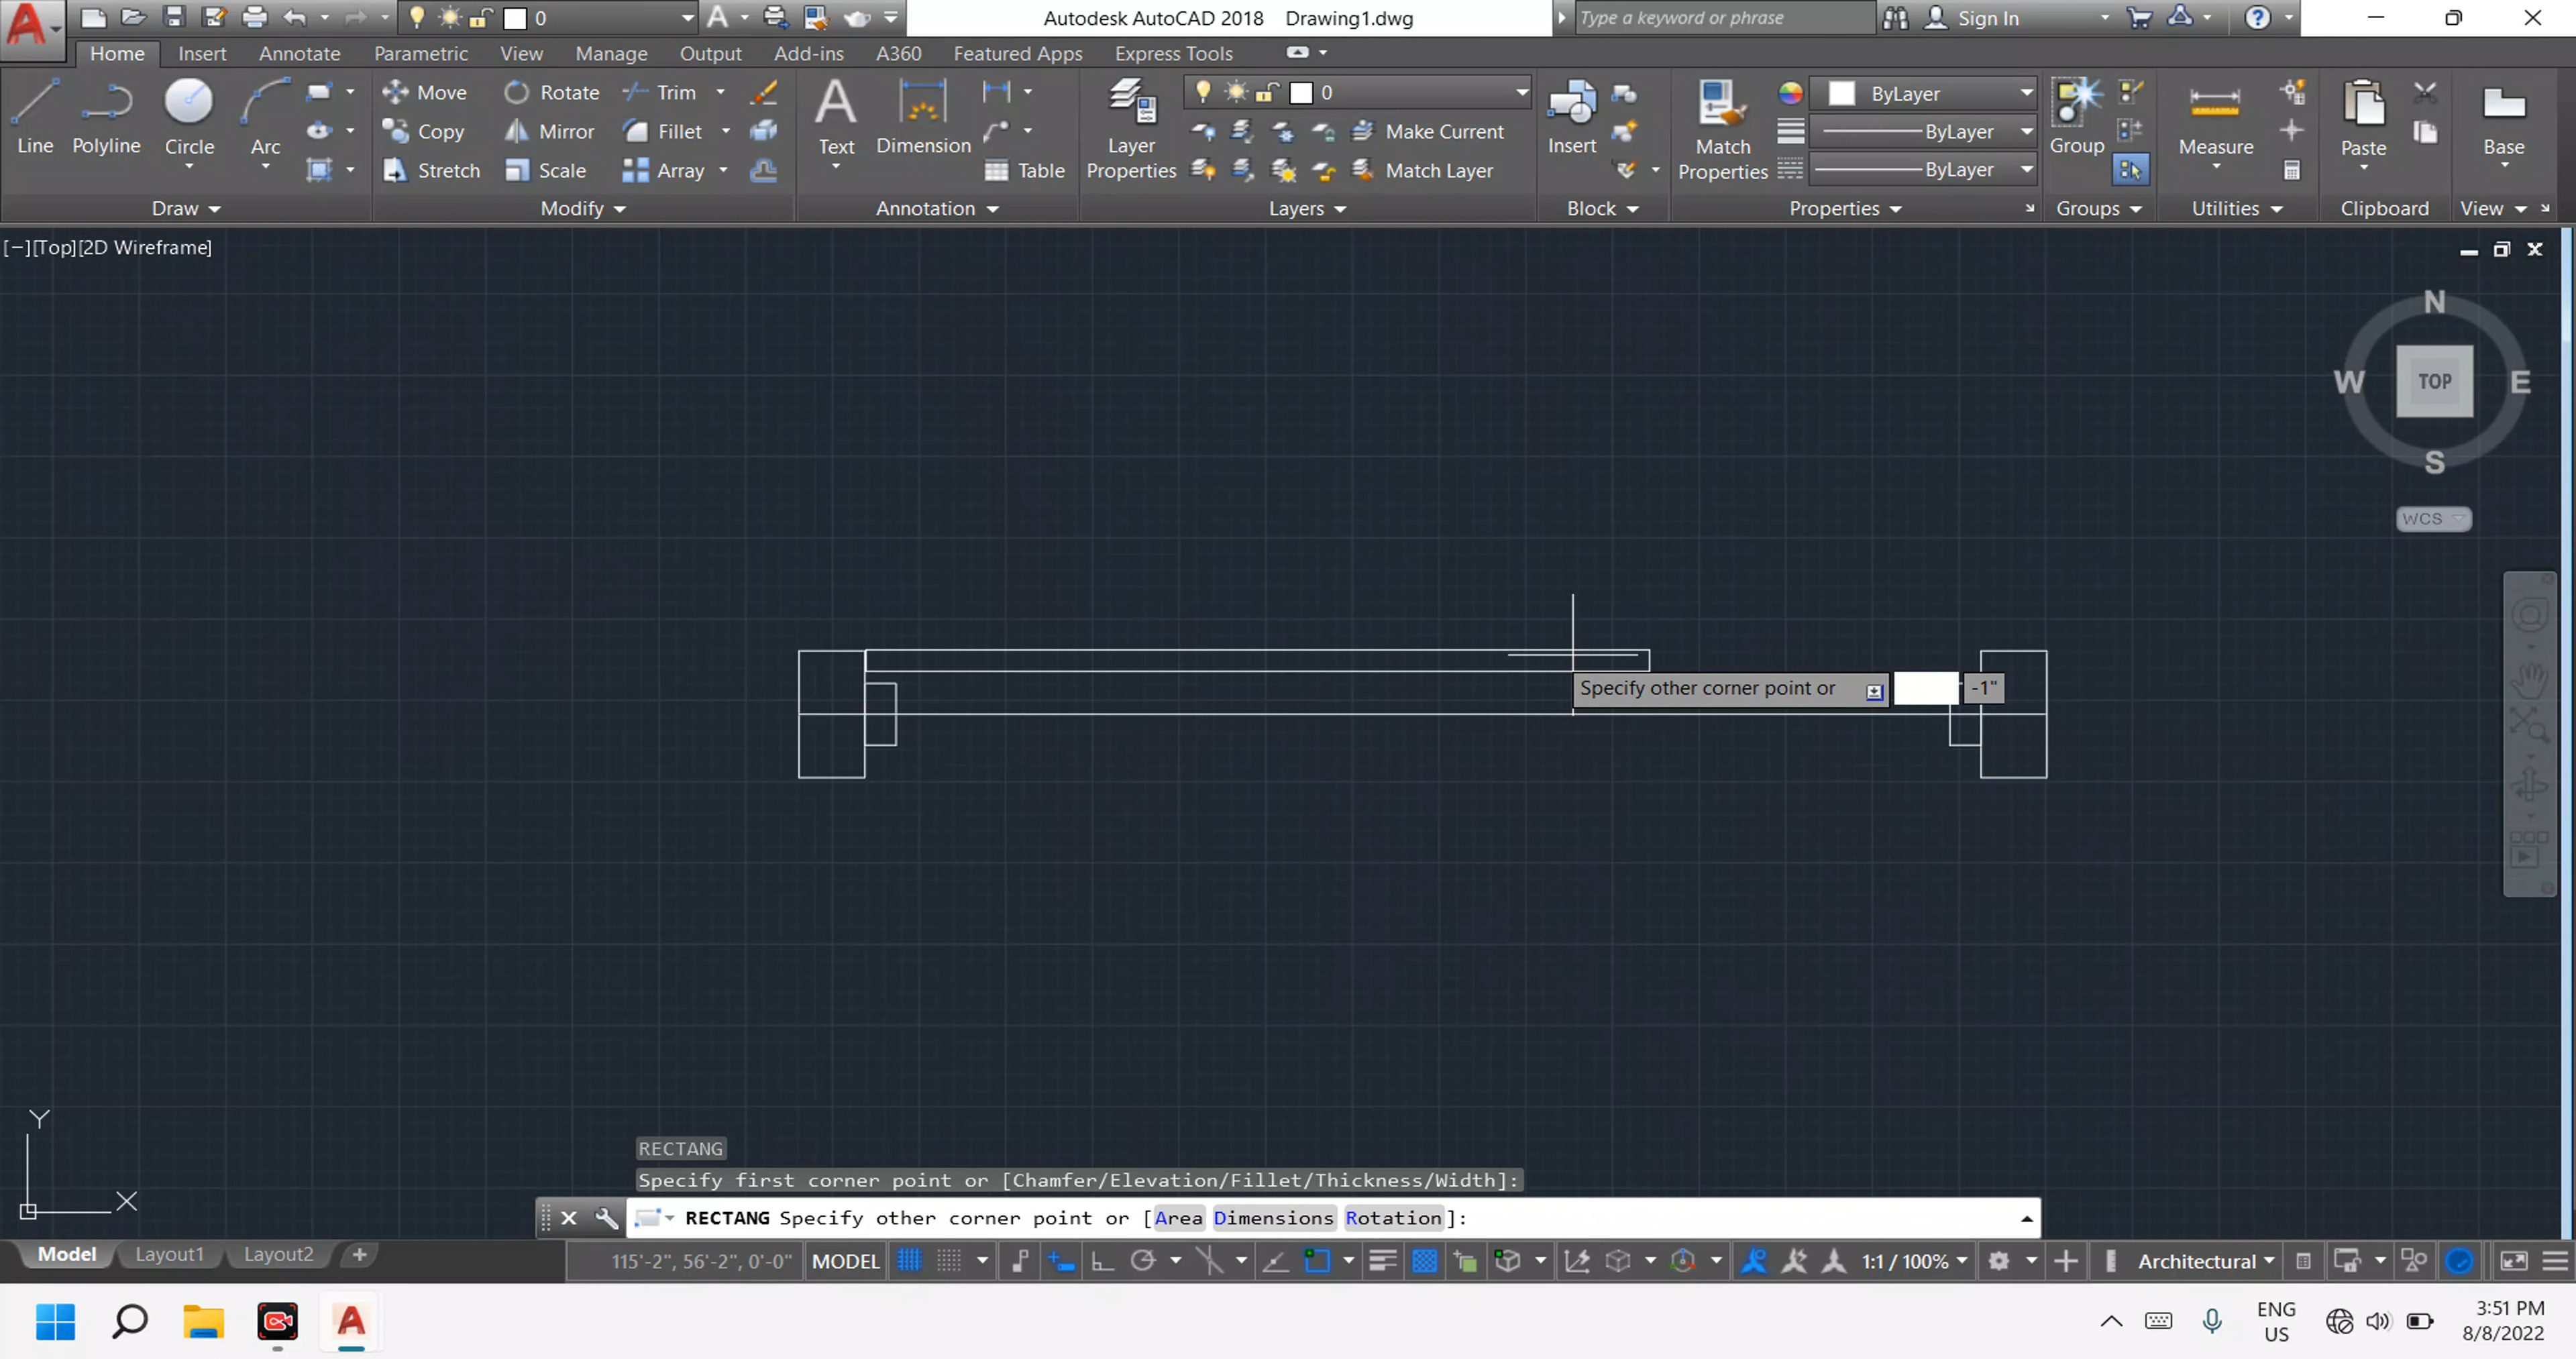 0
Autodesk AutoCAD 2018 Drawing1.dwg
Type a keyword or phrase
Sign In
Home Insert Annotate Parametric View Manage Output Add-ins A360 Featured Apps Express Tools
Line Polyline Circle Arc
Move Rotate Trim
Copy Mirror Fillet
Stretch Scale Array
Text Dimension Table
Layer Properties
0
Make Current
Match Layer
Insert
Match Properties
ByLayer
ByLayer
ByLayer
Group
Measure
Paste
Base
Draw Modify Annotation Layers Block Properties Groups Utilities Clipboard View
[−][Top][2D Wireframe]
N
W TOP E
S
WCS
Specify other corner point or -1"
Y
X
RECTANG
Specify first corner point or [Chamfer/Elevation/Fillet/Thickness/Width]:
RECTANG Specify other corner point or [Area Dimensions Rotation]:
Model Layout1 Layout2 +
115'-2", 56'-2", 0'-0" MODEL 1:1 / 100% Architectural
ENG
US
3:51 PM
8/8/2022